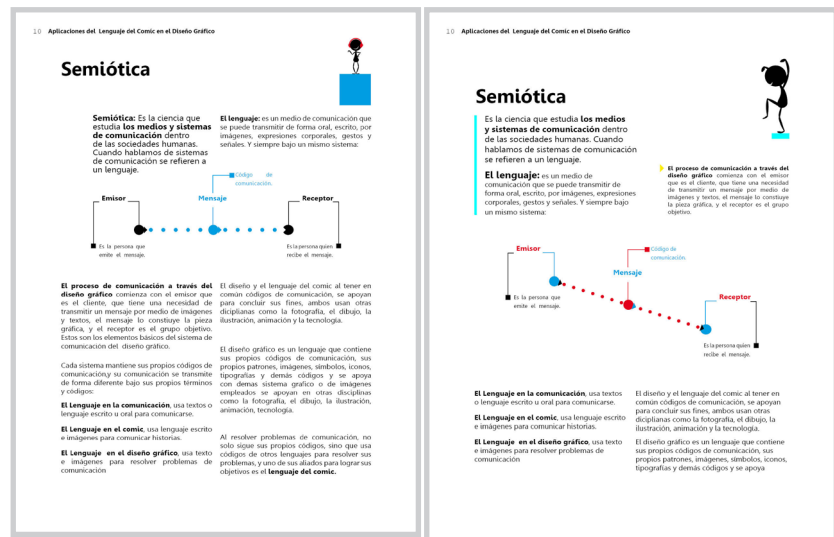 10 Aplicaciones del Lenguaje del Comic en el Diseño Gráfico
Semiótica
Semiótica: Es la ciencia que
estudia los medios y sistemas
de comunicación dentro
de las sociedades humanas.
Cuando hablamos de sistemas
de comunicación se refieren a
un lenguaje.
El lenguaje: es un medio de comunicación que
se puede transmitir de forma oral, escrito, por
imágenes, expresiones corporales, gestos y
señales. Y siempre bajo un mismo sistema:
Código de
comunicación.
Emisor
Mensaje
Receptor
Es la persona que
emite el mensaje.
Es la persona quien
recibe el mensaje.
El proceso de comunicación a través del
diseño gráfico comienza con el emisor que
es el cliente, que tiene una necesidad de
transmitir un mensaje por medio de imágenes
y textos, el mensaje lo constiuye la pieza
gráfica, y el receptor es el grupo objetivo.
Estos son los elementos básicos del sistema de
comunicación del diseño gráfico.
Cada sistema mantiene sus propios códigos de
comunicación,y su comunicación se transmite
de forma diferente bajo sus propios términos
y códigos:
El Lenguaje en la comunicación, usa textos o
lenguaje escrito u oral para comunicarse.
El Lenguaje en el comic, usa lenguaje escrito
e imágenes para comunicar historias.
El Lenguaje en el diseño gráfico, usa texto
e imágenes para resolver problemas de
comunicación
El diseño y el lenguaje del comic al tener en
común códigos de comunicación, se apoyan
para concluir sus fines, ambos usan otras
diciplianas como la fotografía, el dibujo, la
ilustración, animación y la tecnología.
El diseño gráfico es un lenguaje que contiene
sus propios códigos de comunicación, sus
propios patrones, imágenes, símbolos, iconos,
tipografías y demás códigos y se apoya
con demas sistema grafico o de imágenes
empleados se apoyan en otras disciplinas
como la fotografía, el dibujo, la ilustración,
animación, tecnología.
Al resolver problemas de comunicación, no
solo sigue sus propios códigos, sino que usa
códigos de otros lenguajes para resolver sus
problemas, y uno de sus aliados para lograr sus
objetivos es el lenguaje del comic.
10 Aplicaciones del Lenguaje del Comic en el Diseño Gráfico
Semiótica
Es la ciencia que estudia los medios
y sistemas de comunicación dentro
de las sociedades humanas. Cuando
hablamos de sistemas de comunicación
se refieren a un lenguaje.
El lenguaje: es un medio de
comunicación que se puede transmitir de
forma oral, escrito, por imágenes, expresiones
corporales, gestos y señales. Y siempre bajo
un mismo sistema:
El proceso de comunicación a través del
diseño gráfico comienza con el emisor
que es el cliente, que tiene una necesidad
de transmitir un mensaje por medio de
imágenes y textos, el mensaje lo constiuye
la pieza gráfica, y el receptor es el grupo
objetivo.
Emisor
Código de
comunicación.
Mensaje
Es la persona que
emite el mensaje.
Receptor
Es la persona quien
recibe el mensaje.
El Lenguaje en la comunicación, usa textos
o lenguaje escrito u oral para comunicarse.
El Lenguaje en el comic, usa lenguaje escrito
e imágenes para comunicar historias.
El Lenguaje en el diseño gráfico, usa texto
e imágenes para resolver problemas de
comunicación
El diseño y el lenguaje del comic al tener en
común códigos de comunicación, se apoyan
para concluir sus fines, ambos usan otras
diciplianas como la fotografía, el dibujo, la
ilustración, animación y la tecnología.
El diseño gráfico es un lenguaje que contiene
sus propios códigos de comunicación, sus
propios patrones, imágenes, símbolos, iconos,
tipografías y demás códigos y se apoya